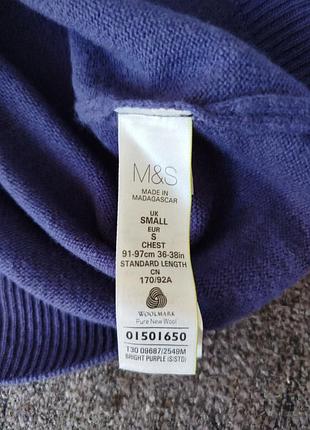 M&S
MADE IN
MADAGASCAR
UK
SMALL
EUR
S
CHEST
91-97cm 36-38in
STANDARD LENGTH
CN
170/92A
WOOLMARK
Pure New Wool
01501650
T30 09687/2549M
BRIGHT PURPLE (S:STD)